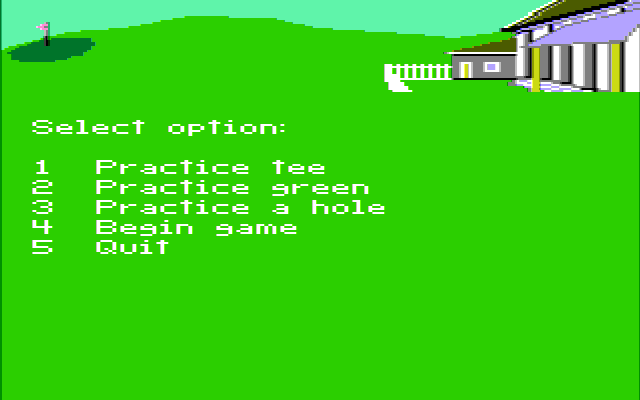 Select option:
1 Practice tee
2 Practice green
3 Practice a hole
4 Begin game
5 Quit